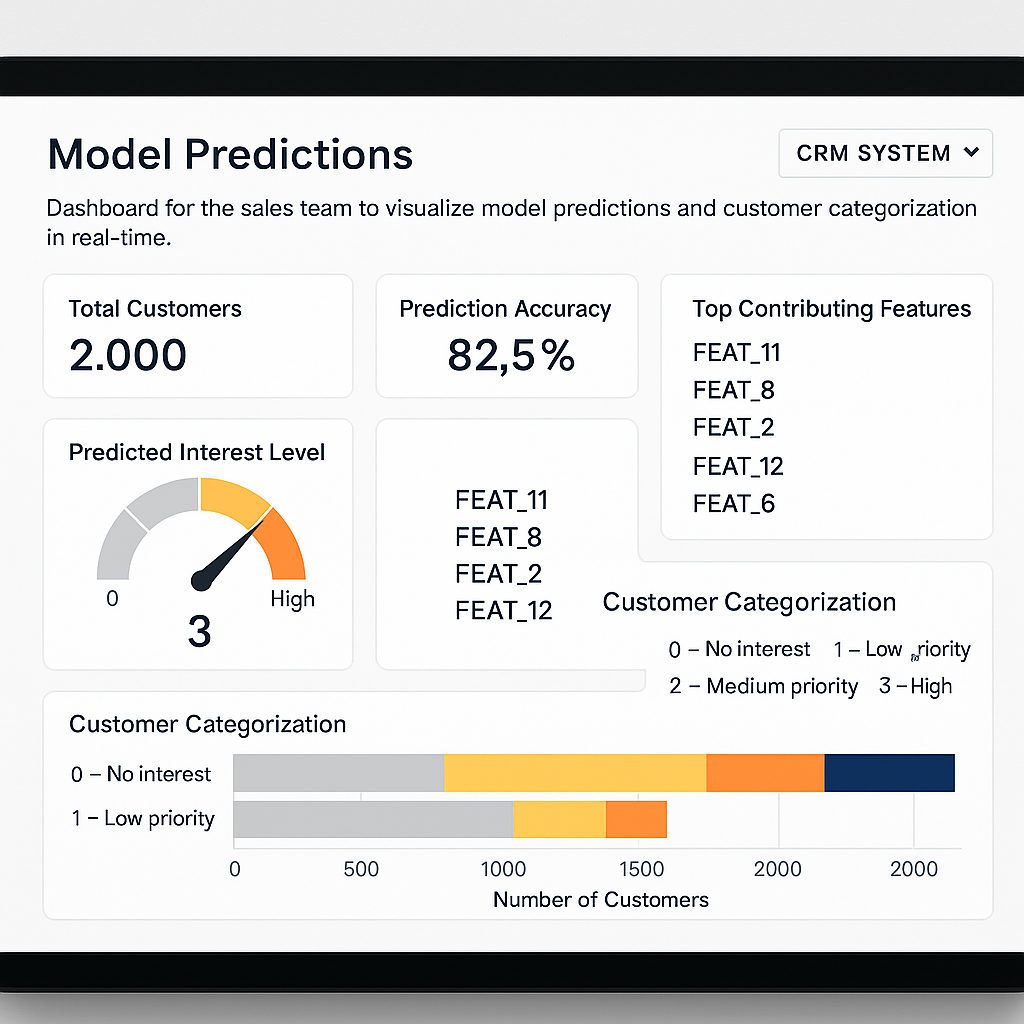 Model Predictions
CRM SYSTEM
Dashboard for the sales team to visualize model predictions and customer categorization
in real-time.
Total Customers
2.000
Prediction Accuracy
82,5%
Top Contributing Features
FEAT_11
FEAT_8
FEAT_2
FEAT_12
FEAT_6
Predicted Interest Level
0
High
3
FEAT_11
FEAT_8
FEAT_2
FEAT_12
Customer Categorization
0 – No interest 1 – Low
2 – Medium priority 3 – High
Customer Categorization
0 – No interest
1 – Low priority
0 500 1000 1500 2000 2000
Number of Customers